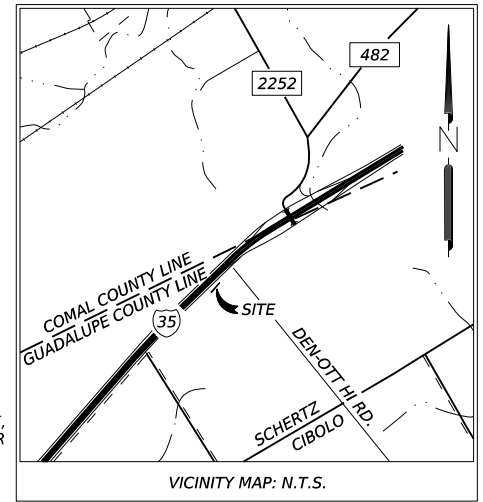 482
2252
N
COMAL COUNTY LINE
GUADALUPE COUNTY LINE
35
SITE
DEN-OTT HI RD.
SCHERTZ
CIBOLO
VICINITY MAP: N.T.S.